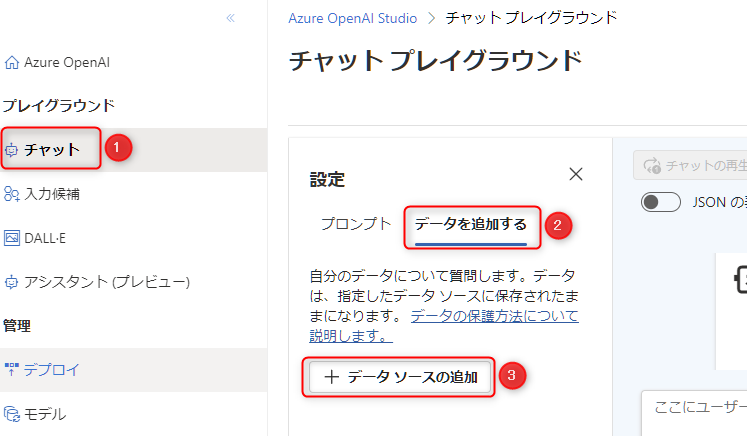 «
Azure OpenAI
プレイグラウンド
チャット
1
入力候補
DALL·E
アシスタント (プレビュー)
管理
デプロイ
モデル
Azure OpenAI Studio > チャット プレイグラウンド
チャット プレイグラウンド
設定
プロンプト データを追加する
2
自分のデータについて質問します。データ
は、指定したデータ ソースに保存されたま
まになります。 データの保護方法について
説明します。
+ データ ソースの追加
3
チャットの再生
JSON の
ここにユーザー